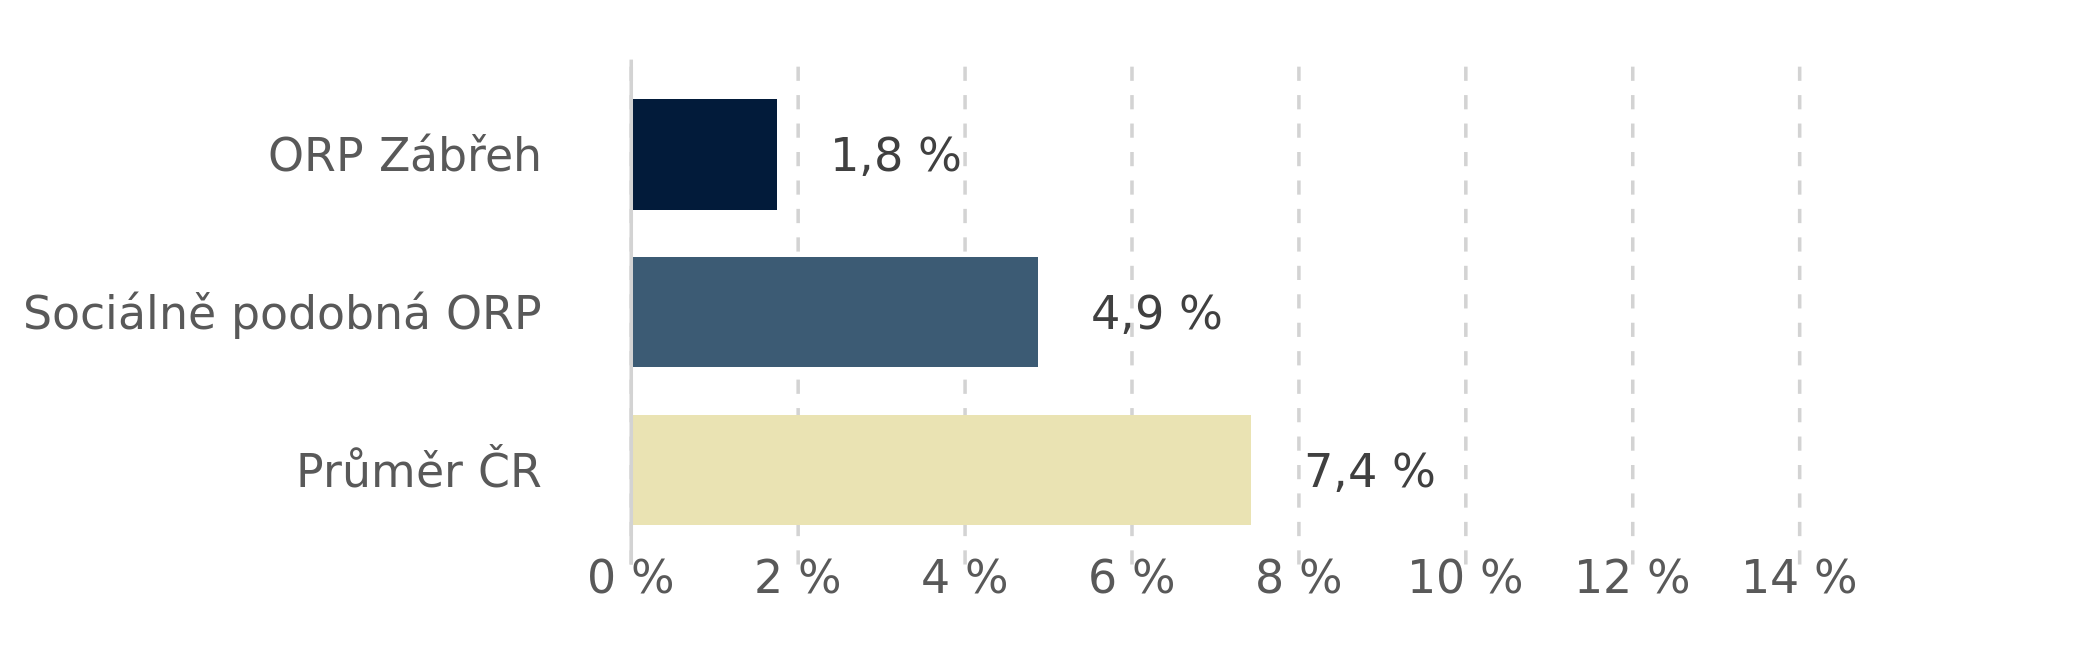 ORP Zábřeh
1,8 %
Sociálně podobná ORP
4,9 %
Průměr ČR
7,4 %
0 % 2 % 4 % 6 % 8 % 10 % 12 % 14 %